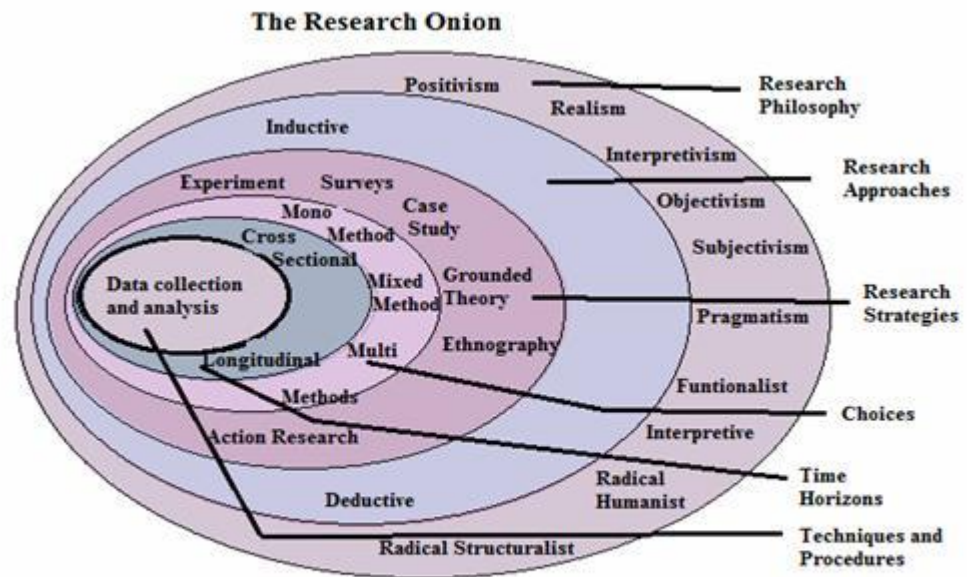 The Research Onion
Positivism
Realism
Research
Philosophy
Inductive
Interpretivism
Research
Approaches
Experiment
Surveys
Objectivism
Mono
Method
Case
Study
Cross
Sectional
Subjectivism
Data collection
and analysis
Mixed
Method
Grounded
Theory
Research
Strategies
Pragmatism
Longitudinal
Multi
Methods
Ethnography
Funtionalist
Choices
Action Research
Interpretive
Radical
Humanist
Time
Horizons
Deductive
Radical Structuralist
Techniques and
Procedures